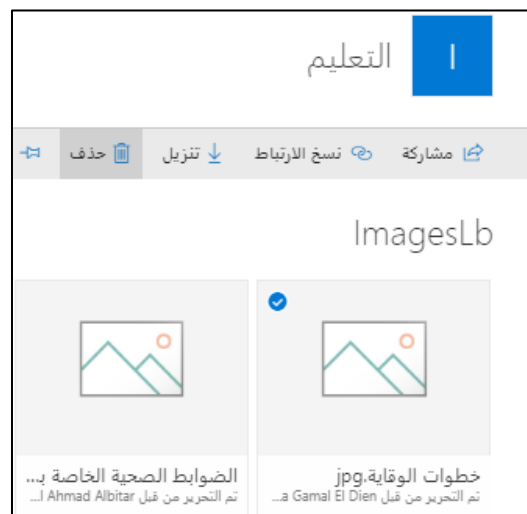 ا
التعليم
مشاركة نسخ الارتباط تنزيل حذف
ImagesLb
خطوات الوقاية.jpg
تم التحرير من قبل a Gamal El Dien...
الضوابط الصحية الخاصة بـ...
تم التحرير من قبل l Ahmad Albitar...